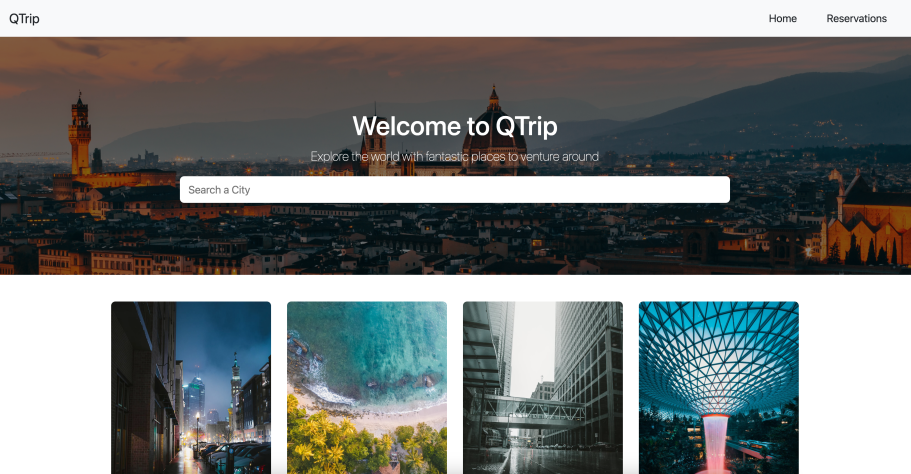 QTrip
Home
Reservations
Welcome to QTrip
Explore the world with fantastic places to venture around
Search a City